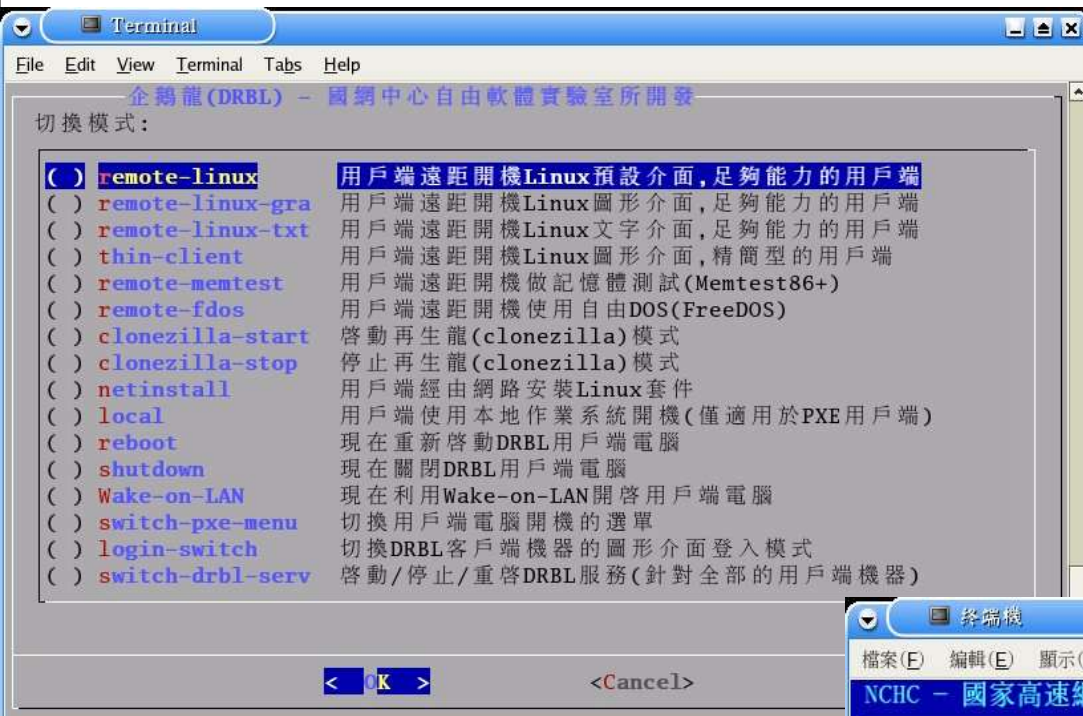 Terminal
File Edit View Terminal Tabs Help
企鵝龍(DRBL) - 國網中心自由軟體實驗室所開發
切換模式:
( ) remote-linux 用戶端遠距開機Linux預設介面,足夠能力的用戶端
( ) remote-linux-gra 用戶端遠距開機Linux圖形介面,足夠能力的用戶端
( ) remote-linux-txt 用戶端遠距開機Linux文字介面,足夠能力的用戶端
( ) thin-client 用戶端遠距開機Linux圖形介面,精簡型的用戶端
( ) remote-memtest 用戶端遠距開機做記憶體測試(Memtest86+)
( ) remote-fdos 用戶端遠距開機使用自由DOS(FreeDOS)
( ) clonezilla-start 啓動再生龍(clonezilla)模式
( ) clonezilla-stop 停止再生龍(clonezilla)模式
( ) netinstall 用戶端經由網路安裝Linux套件
( ) local 用戶端使用本地作業系統開機(僅適用於PXE用戶端)
( ) reboot 現在重新啓動DRBL用戶端電腦
( ) shutdown 現在關閉DRBL用戶端電腦
( ) Wake-on-LAN 現在利用Wake-on-LAN開啓用戶端電腦
( ) switch-pxe-menu 切換用戶端電腦開機的選單
( ) login-switch 切換DRBL客戶端機器的圖形介面登入模式
( ) switch-drbl-serv 啓動/停止/重啓DRBL服務(針對全部的用戶端機器)
< OK > <Cancel>
終端機
檔案(F) 編輯(E) 顯示(
NCHC - 國家高速